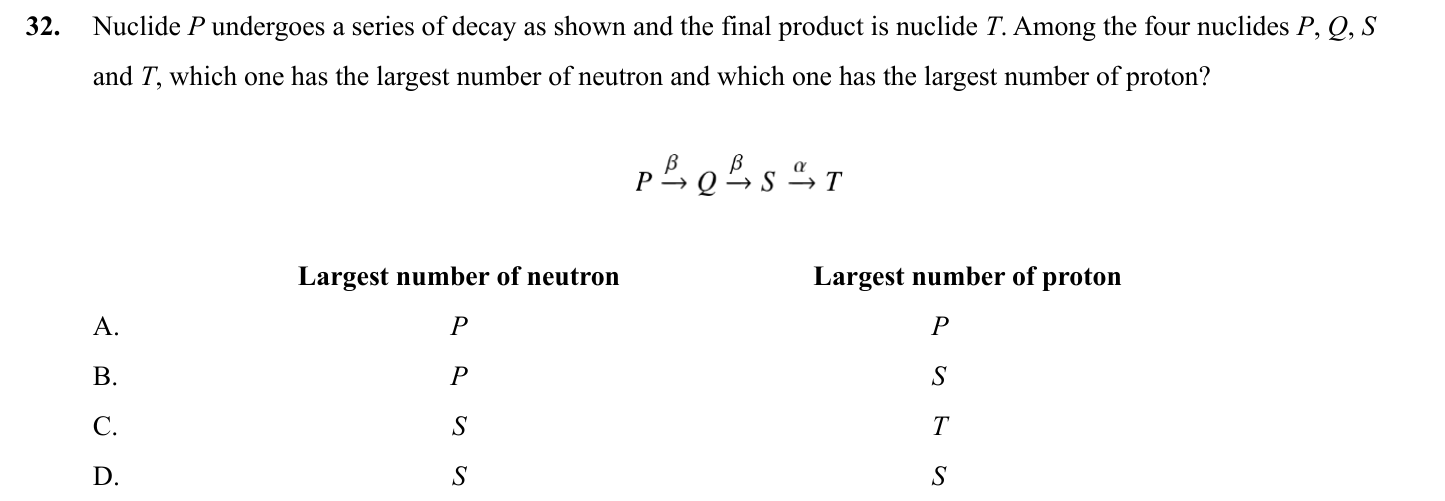 32. Nuclide P undergoes a series of decay as shown and the final product is nuclide T. Among the four nuclides P, Q, S
and T, which one has the largest number of neutron and which one has the largest number of proton?
P β→ Q β→ S α→ T
Largest number of neutron Largest number of proton
A. P P
B. P S
C. S T
D. S S